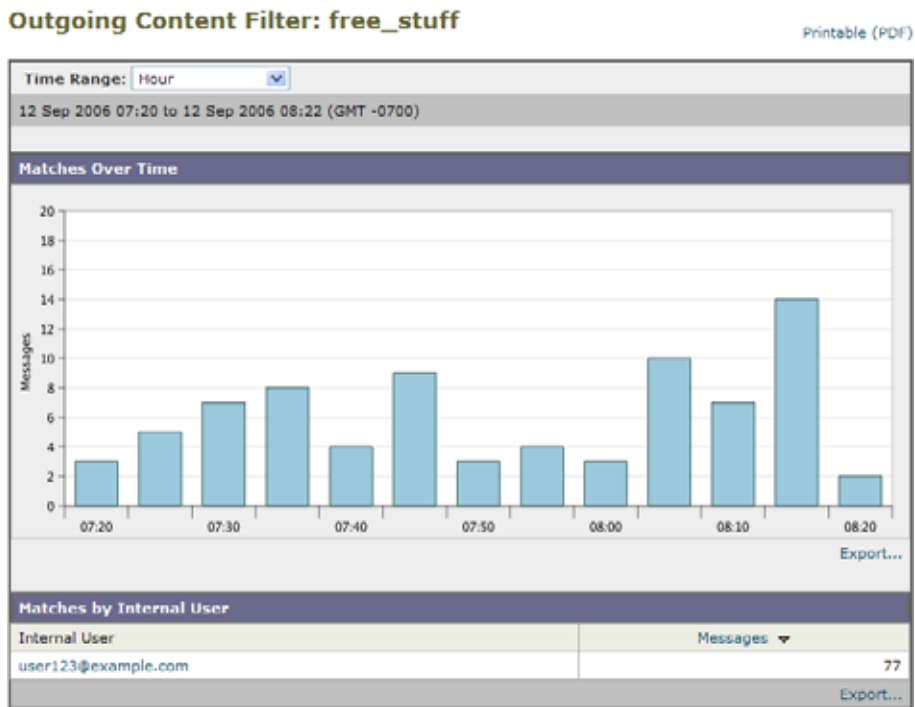 Outgoing Content Filter: free_stuff
Printable (PDF)
Time Range: Hour
12 Sep 2006 07:20 to 12 Sep 2006 08:22 (GMT -0700)
Matches Over Time
20
18
16
14
12
10
8
6
4
2
0
Messages
07:20 07:30 07:40 07:50 08:00 08:10 08:20
Export...
Matches by Internal User
Internal User Messages
user123@example.com 77
Export...